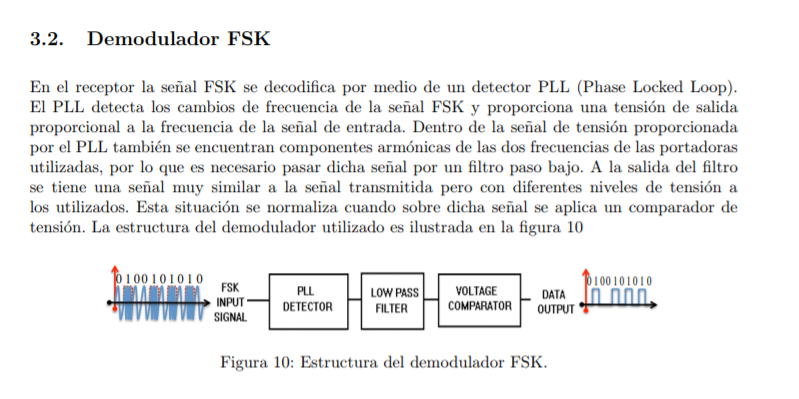 3.2. Demodulador FSK
En el receptor la señal FSK se decodifica por medio de un detector PLL (Phase Locked Loop).
El PLL detecta los cambios de frecuencia de la señal FSK y proporciona una tensión de salida
proporcional a la frecuencia de la señal de entrada. Dentro de la señal de tensión proporcionada
por el PLL también se encuentran componentes armónicas de las dos frecuencias de las portadoras
utilizadas, por lo que es necesario pasar dicha señal por un filtro paso bajo. A la salida del filtro
se tiene una señal muy similar a la señal transmitida pero con diferentes niveles de tensión a
los utilizados. Esta situación se normaliza cuando sobre dicha señal se aplica un comparador de
tensión. La estructura del demodulador utilizado es ilustrada en la figura 10
0 1 0 0 1 0 1 0 1 0
FSK
INPUT
SIGNAL
PLL
DETECTOR
LOW PASS
FILTER
VOLTAGE
COMPARATOR
DATA
OUTPUT
0 1 0 0 1 0 1 0 1 0
Figura 10: Estructura del demodulador FSK.